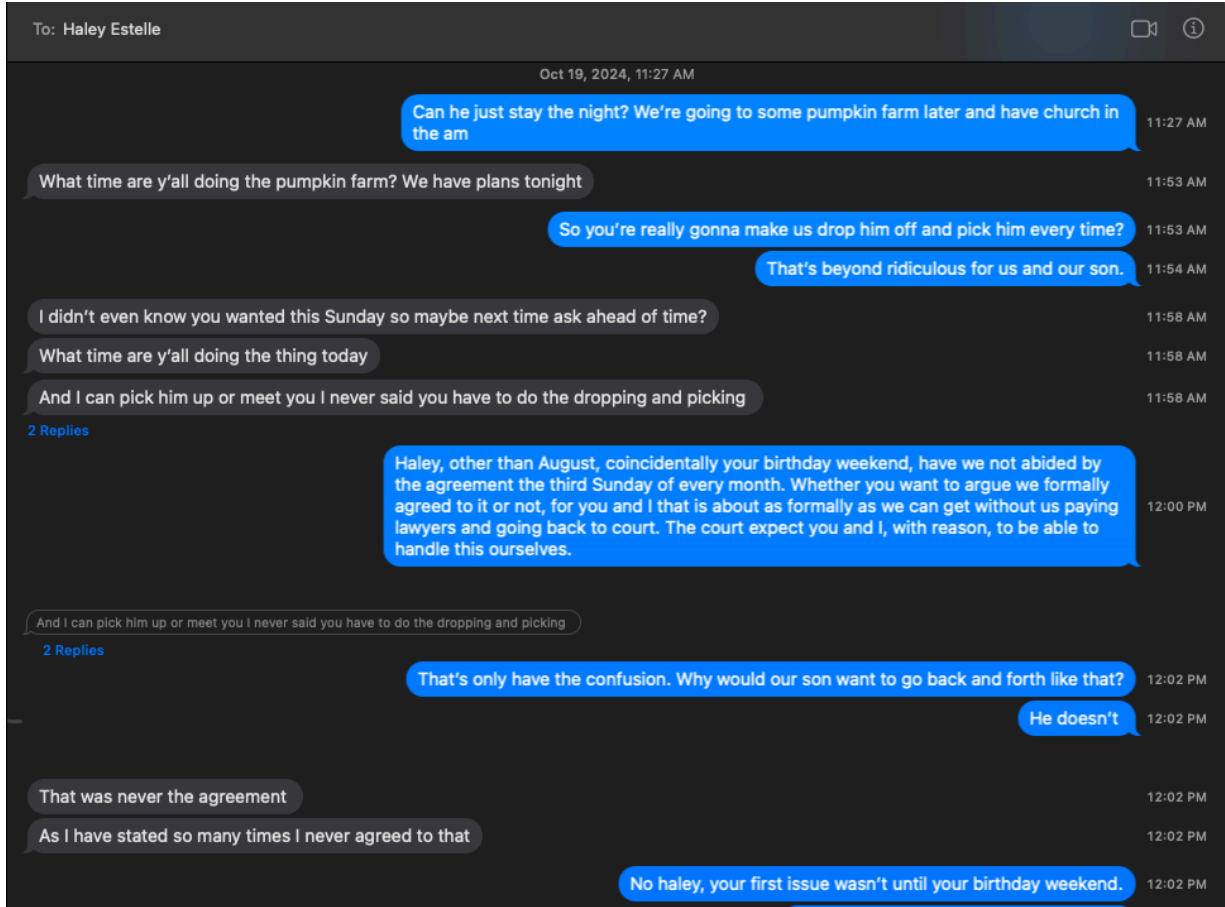 To: Haley Estelle
Oct 19, 2024, 11:27 AM
Can he just stay the night? We're going to some pumpkin farm later and have church in
the am
11:27 AM
What time are y'all doing the pumpkin farm? We have plans tonight
11:53 AM
So you're really gonna make us drop him off and pick him every time?
11:53 AM
That's beyond ridiculous for us and our son.
11:54 AM
I didn't even know you wanted this Sunday so maybe next time ask ahead of time?
11:58 AM
What time are y'all doing the thing today
11:58 AM
And I can pick him up or meet you I never said you have to do the dropping and picking
11:58 AM
2 Replies
Haley, other than August, coincidentally your birthday weekend, have we not abided by
the agreement the third Sunday of every month. Whether you want to argue we formally
agreed to it or not, for you and I that is about as formally as we can get without us paying
lawyers and going back to court. The court expect you and I, with reason, to be able to
handle this ourselves.
12:00 PM
And I can pick him up or meet you I never said you have to do the dropping and picking
2 Replies
That's only have the confusion. Why would our son want to go back and forth like that?
12:02 PM
He doesn't
12:02 PM
That was never the agreement
12:02 PM
As I have stated so many times I never agreed to that
12:02 PM
No haley, your first issue wasn't until your birthday weekend.
12:02 PM